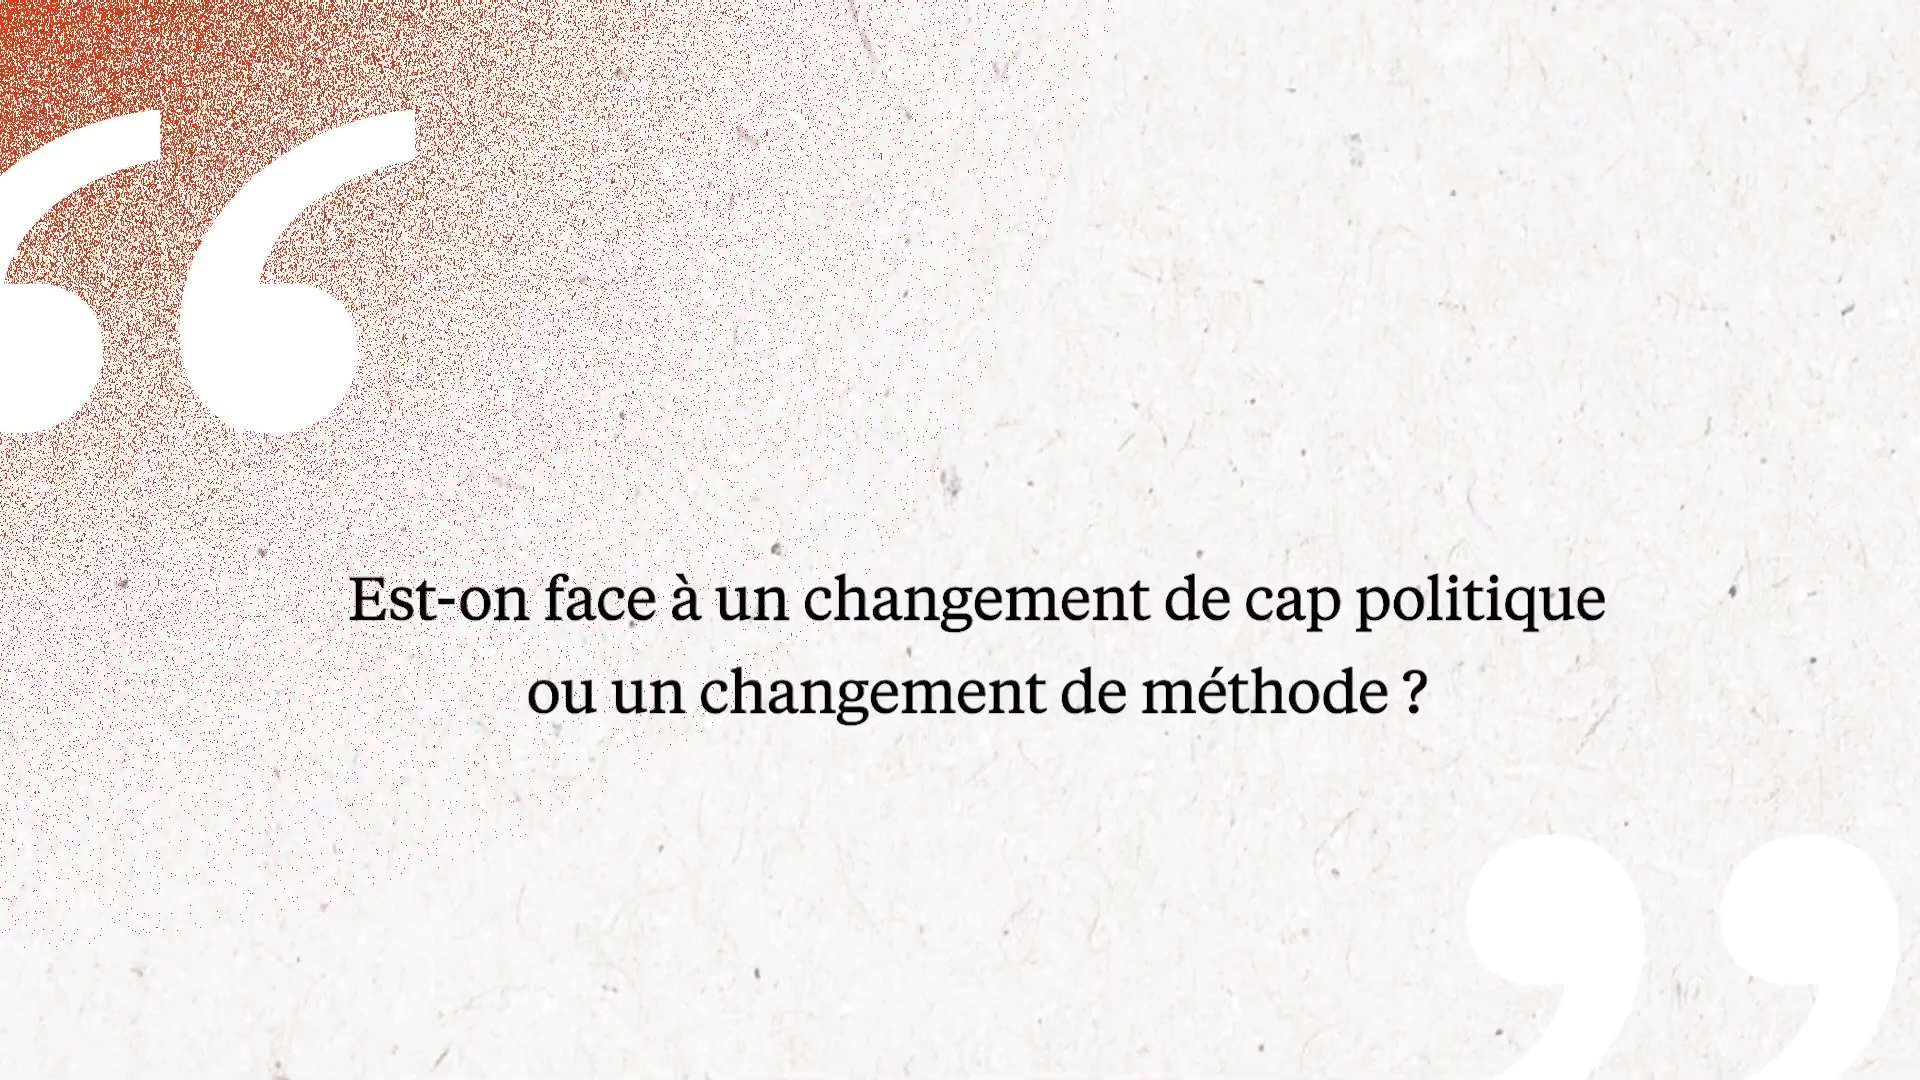 Est-on face à un changement de cap politique
ou un changement de méthode ?